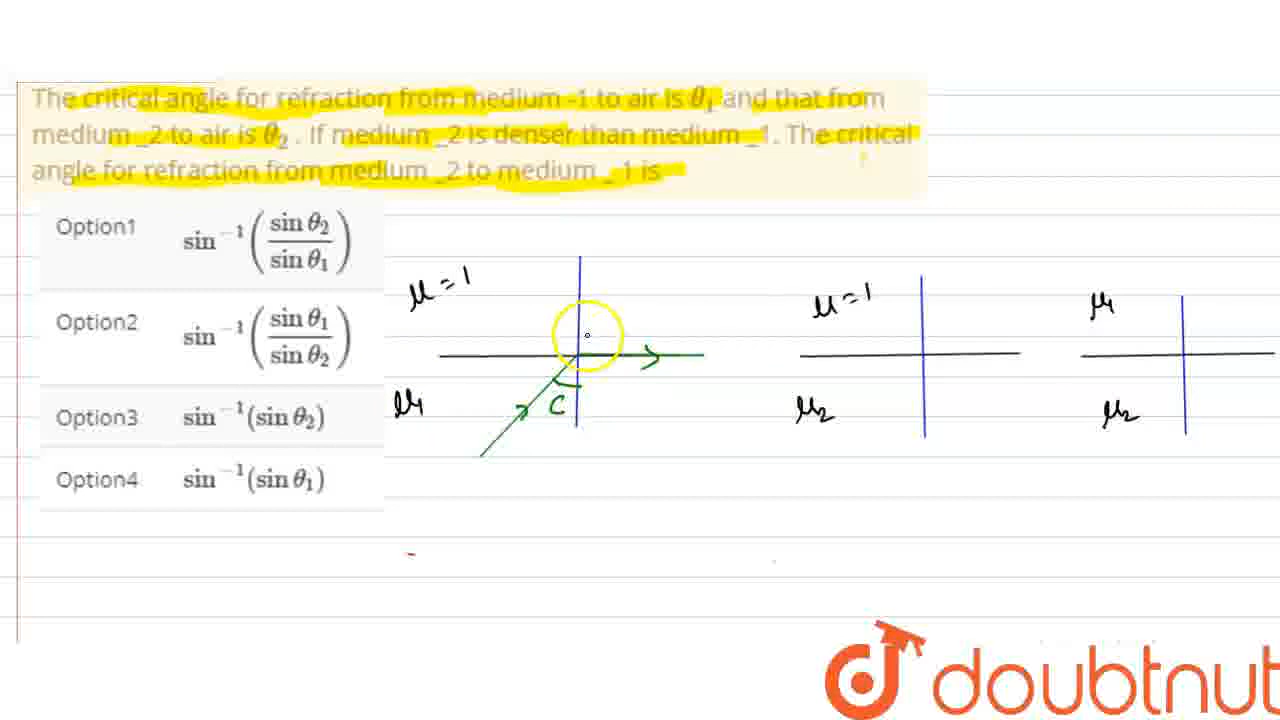 The critical angle for refraction from medium -1 to air is θ₁ and that from
medium _2 to air is θ₂ . If medium _2 is denser than medium _1. The critical
angle for refraction from medium _2 to medium _ 1 is
Option1 sin⁻¹(sin θ₂ / sin θ₁)
Option2 sin⁻¹(sin θ₁ / sin θ₂)
Option3 sin⁻¹(sin θ₂)
Option4 sin⁻¹(sin θ₁)
μ = 1
μ = 1
μ₁
μ₁
C
μ₂
μ₂
doubtnut